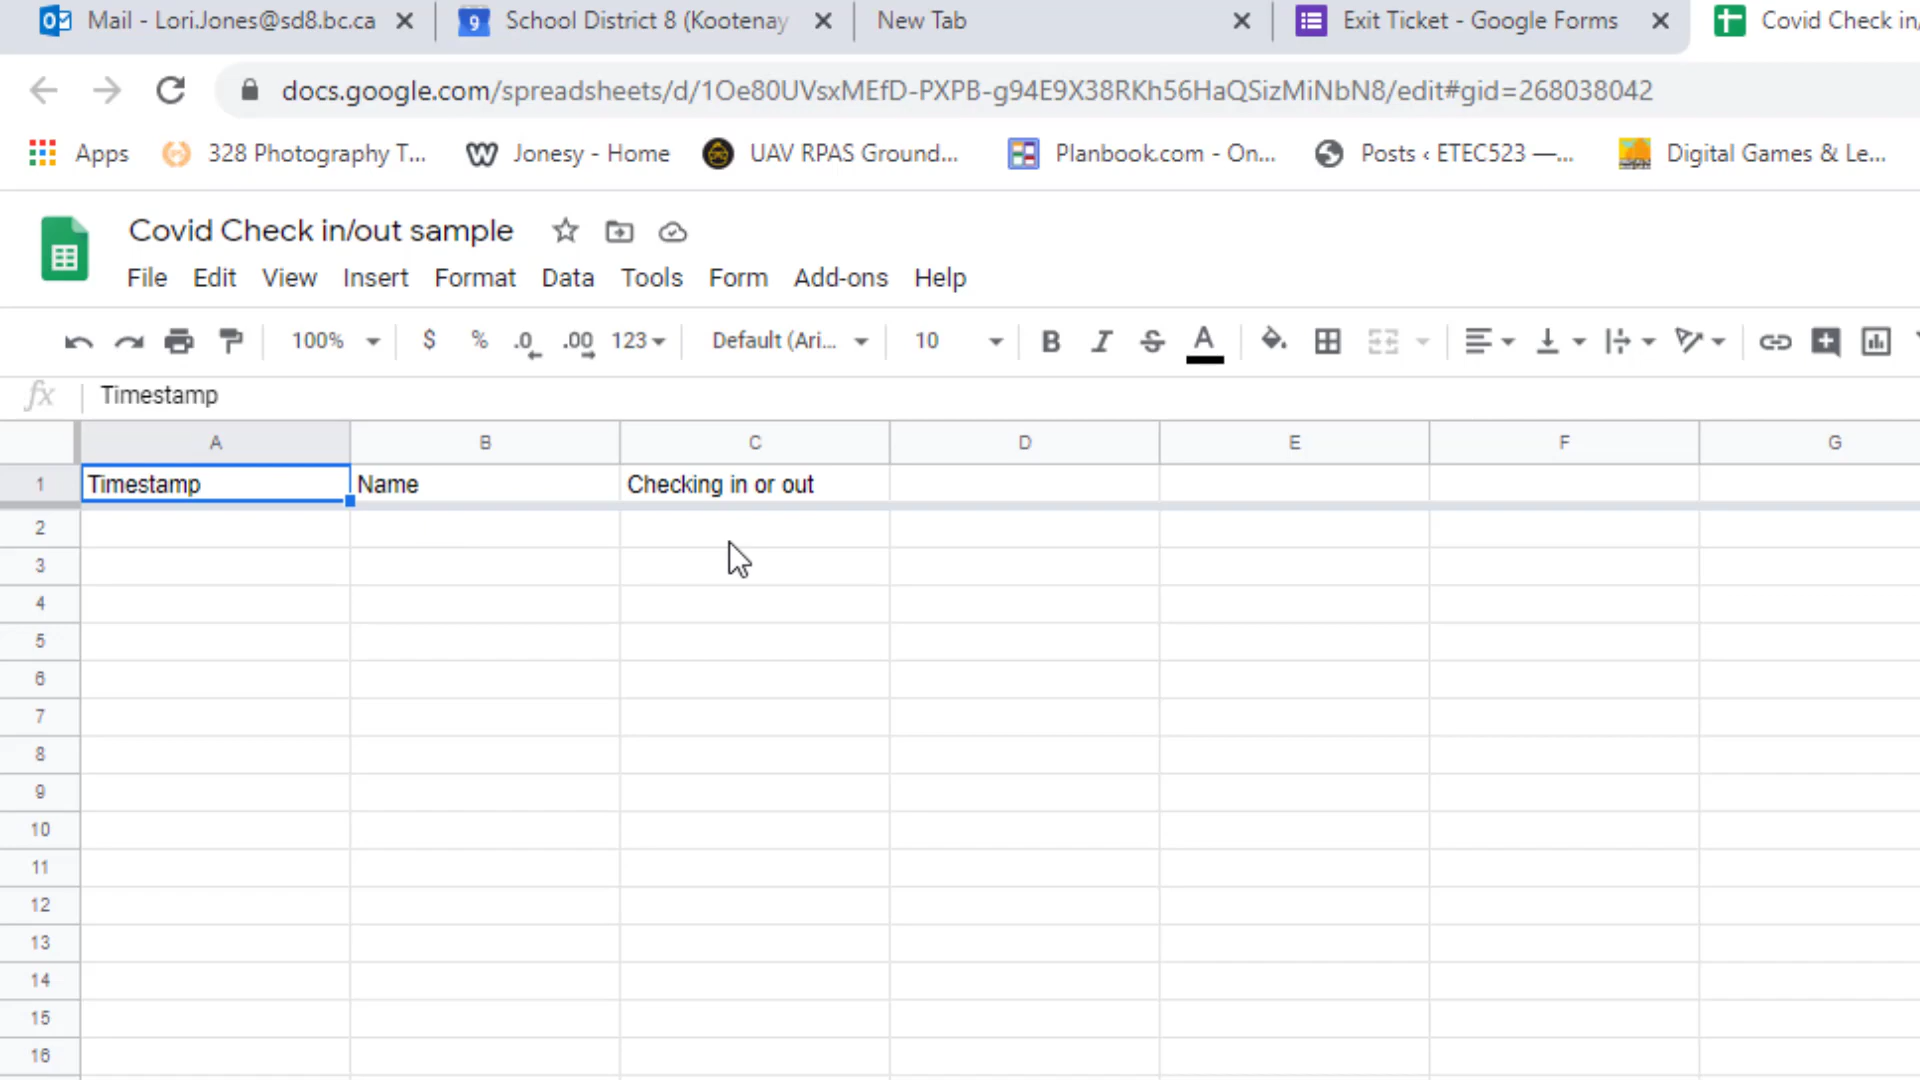 Mail - Lori.Jones@sd8.bc.ca
9 School District 8 (Kootenay
New Tab
Exit Ticket - Google Forms
Covid Check in/
docs.google.com/spreadsheets/d/1Oe80UVsxMEfD-PXPB-g94E9X38RKh56HaQSizMiNbN8/edit#gid=268038042
Apps
328 Photography T...
Jonesy - Home
UAV RPAS Ground...
Planbook.com - On...
Posts ‹ ETEC523 —...
Digital Games & Le...
Covid Check in/out sample
File Edit View Insert Format Data Tools Form Add-ons Help
100% $ % .0 .00 123 Default (Ari... 10 B I S A
fx Timestamp
A B C D E F G
1 Timestamp Name Checking in or out
2
3
4
5
6
7
8
9
10
11
12
13
14
15
16